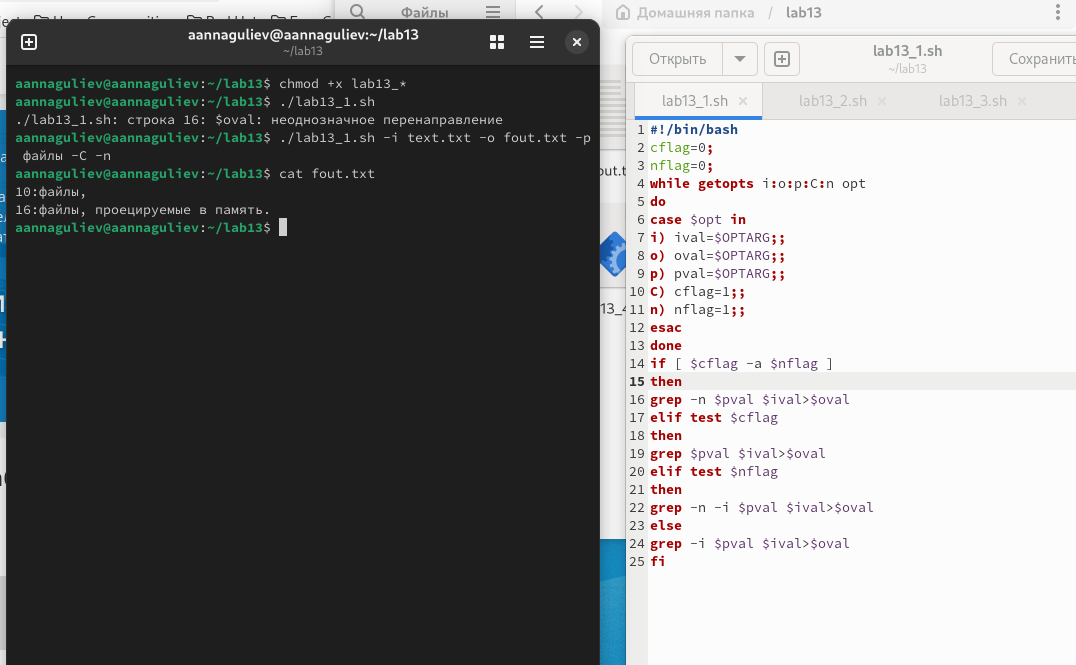 Файлы
Домашняя папка / lab13
aannaguliev@aannaguliev:~/lab13
~/lab13
aannaguliev@aannaguliev:~/lab13$ chmod +x lab13_*
aannaguliev@aannaguliev:~/lab13$ ./lab13_1.sh
./lab13_1.sh: строка 16: $oval: неоднозначное перенаправление
aannaguliev@aannaguliev:~/lab13$ ./lab13_1.sh -i text.txt -o fout.txt -p
файлы -C -n
aannaguliev@aannaguliev:~/lab13$ cat fout.txt
10:файлы,
16:файлы, проецируемые в память.
aannaguliev@aannaguliev:~/lab13$
Открыть
lab13_1.sh
~/lab13
Сохранить
lab13_1.sh × lab13_2.sh × lab13_3.sh ×
1 #!/bin/bash
2 cflag=0;
3 nflag=0;
4 while getopts i:o:p:C:n opt
5 do
6 case $opt in
7 i) ival=$OPTARG;;
8 o) oval=$OPTARG;;
9 p) pval=$OPTARG;;
10 C) cflag=1;;
11 n) nflag=1;;
12 esac
13 done
14 if [ $cflag -a $nflag ]
15 then
16 grep -n $pval $ival>$oval
17 elif test $cflag
18 then
19 grep $pval $ival>$oval
20 elif test $nflag
21 then
22 grep -n -i $pval $ival>$oval
23 else
24 grep -i $pval $ival>$oval
25 fi